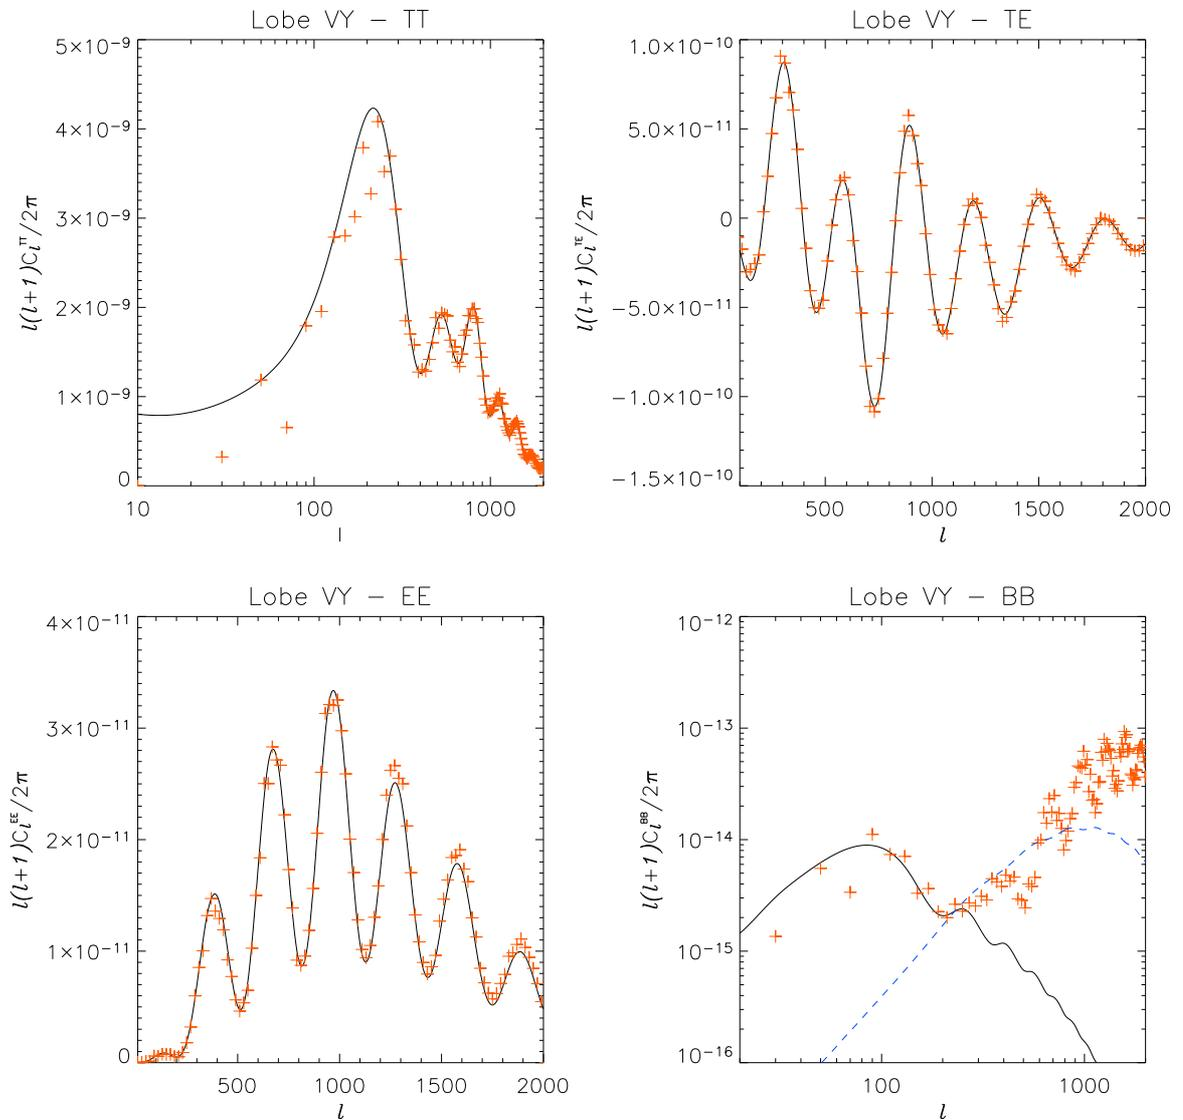 Lobe VY − TT
5×10⁻⁹
4×10⁻⁹
3×10⁻⁹
2×10⁻⁹
1×10⁻⁹
0
10
100
1000
l
l(l+1)Cₗᵀᵀ/2π
Lobe VY − TE
1.0×10⁻¹⁰
5.0×10⁻¹¹
0
−5.0×10⁻¹¹
−1.0×10⁻¹⁰
−1.5×10⁻¹⁰
500
1000
1500
2000
l
l(l+1)Cₗᵀᴱ/2π
Lobe VY − EE
4×10⁻¹¹
3×10⁻¹¹
2×10⁻¹¹
1×10⁻¹¹
0
500
1000
1500
2000
l
l(l+1)Cₗᴱᴱ/2π
Lobe VY − BB
10⁻¹²
10⁻¹³
10⁻¹⁴
10⁻¹⁵
10⁻¹⁶
100
1000
l
l(l+1)Cₗᴮᴮ/2π